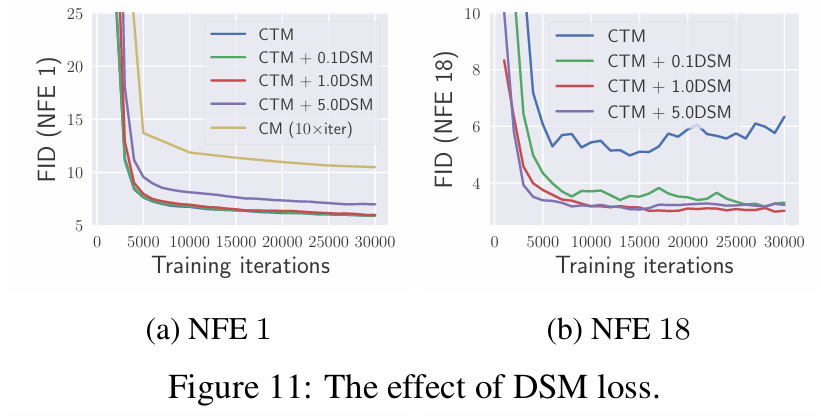 25
20
15
10
5
FID (NFE 1)
CTM
CTM + 0.1DSM
CTM + 1.0DSM
CTM + 5.0DSM
CM (10×iter)
0 5000 10000 15000 20000 25000 30000
Training iterations
(a) NFE 1
10
8
6
4
FID (NFE 18)
CTM
CTM + 0.1DSM
CTM + 1.0DSM
CTM + 5.0DSM
0 5000 10000 15000 20000 25000 30000
Training iterations
(b) NFE 18
Figure 11: The effect of DSM loss.